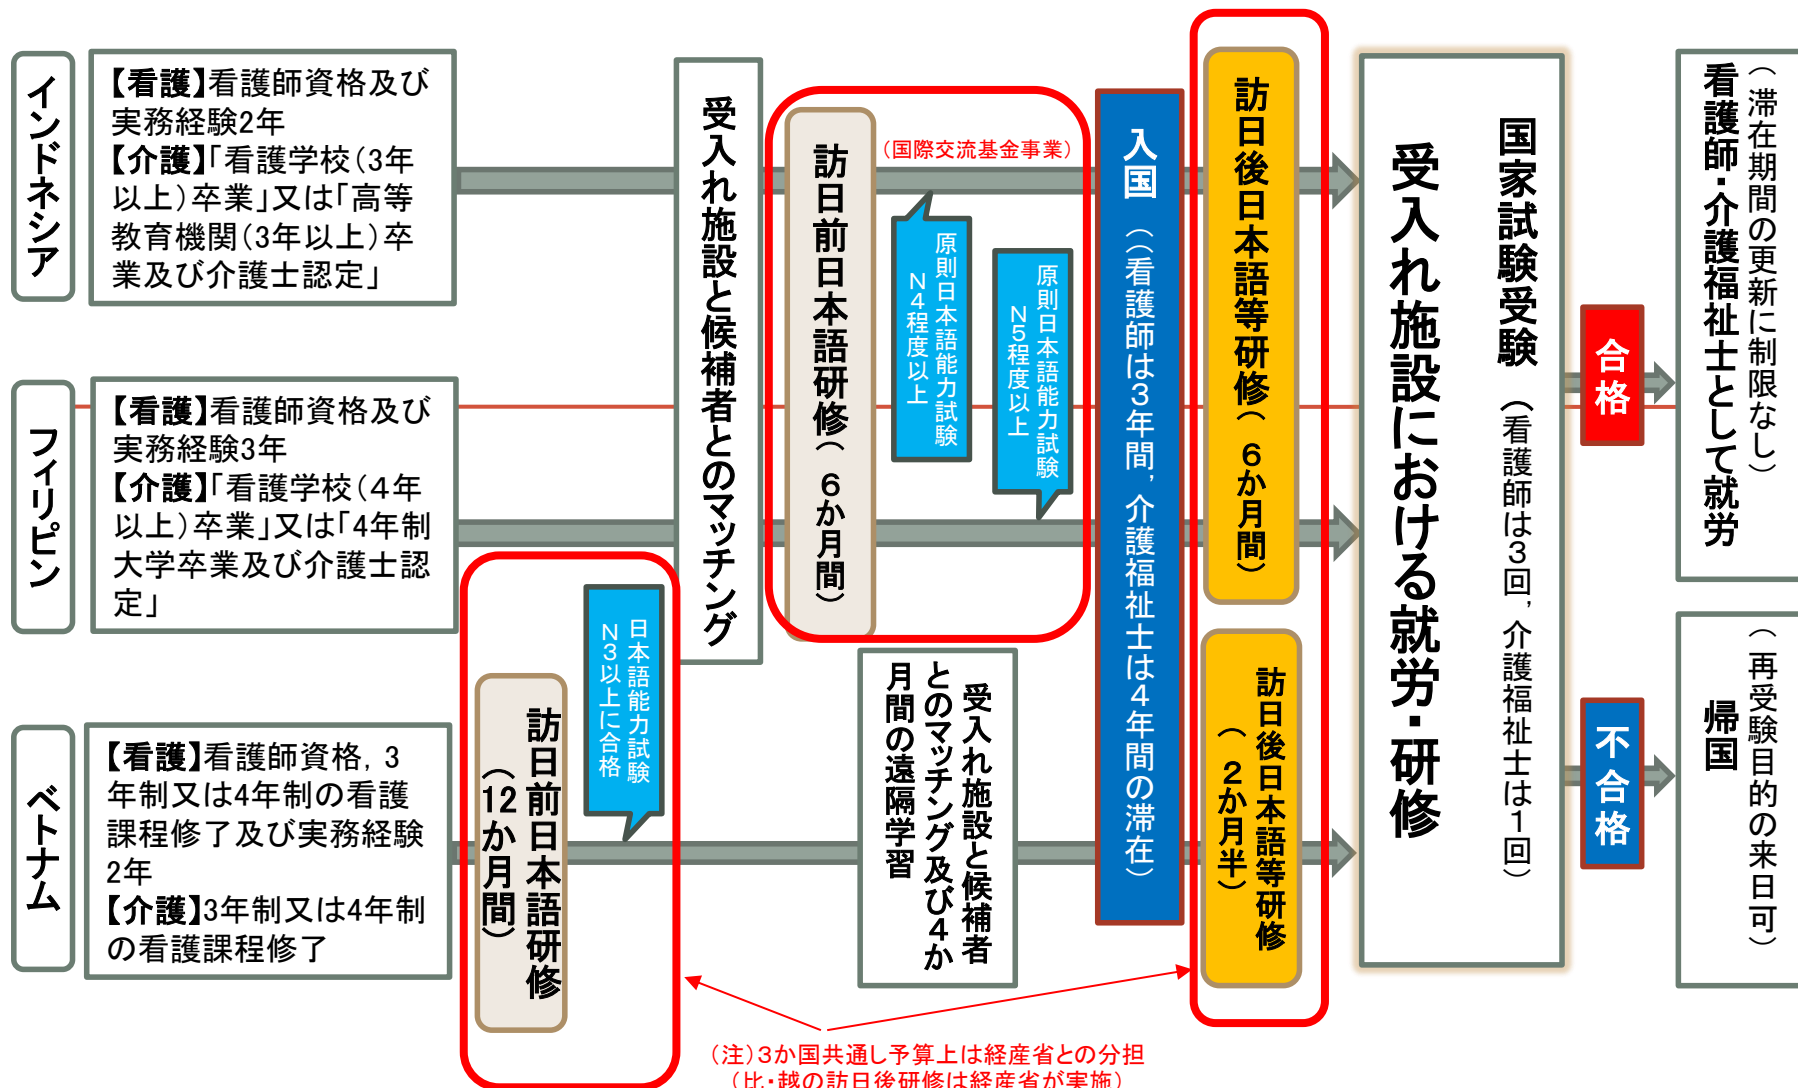 インドネシア
【看護】看護師資格及び
実務経験2年
【介護】「看護学校(3年
以上)卒業」又は「高等
教育機関(3年以上)卒
業及び介護士認定」
フィリピン
【看護】看護師資格及び
実務経験3年
【介護】「看護学校(4年
以上)卒業」又は「4年制
大学卒業及び介護士認
定」
ベトナム
【看護】看護師資格,3
年制又は4年制の看護
課程修了及び実務経験
2年
【介護】3年制又は4年制
の看護課程修了
訪日前日本語研修
(12か月間)
日本語能力試験
N3以上に合格
受入れ施設と候補者とのマッチング
訪日前日本語研修(6か月間)
(国際交流基金事業)
原則日本語能力試験
N4程度以上
原則日本語能力試験
N5程度以上
受入れ施設と候補者
とのマッチング及び4か
月間の遠隔学習
入国 ((看護師は3年間,介護福祉士は4年間の滞在)
訪日後日本語等研修(6か月間)
訪日後日本語等研修
(2か月半)
国家試験受験 (看護師は3回,介護福祉士は1回)
受入れ施設における就労・研修
合格
不合格
(滞在期間の更新に制限なし)
看護師・介護福祉士として就労
(再受験目的の来日可)
帰国
(注)3か国共通し予算上は経産省との分担
(比・越の訪日後研修は経産省が実施)